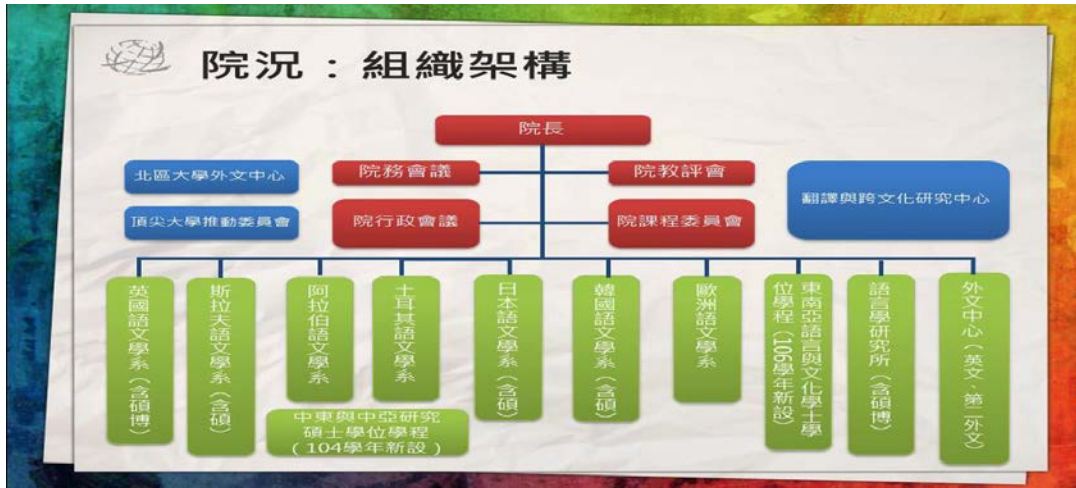 院況：組織架構
院長
北區大學外文中心
院務會議
院教評會
翻譯與跨文化研究中心
頂尖大學推動委員會
院行政會議
院課程委員會
英國語文學系（含碩博）
斯拉夫語文學系（含碩）
阿拉伯語文學系
土耳其語文學系
中東與中亞研究
碩士學位學程
（104學年新設）
日本語文學系（含碩）
韓國語文學系（含碩）
歐洲語文學系
東南亞語言與文化學士學
位學程（106學年新設）
語言學研究所（含碩博）
外文中心（英文、第二外文）